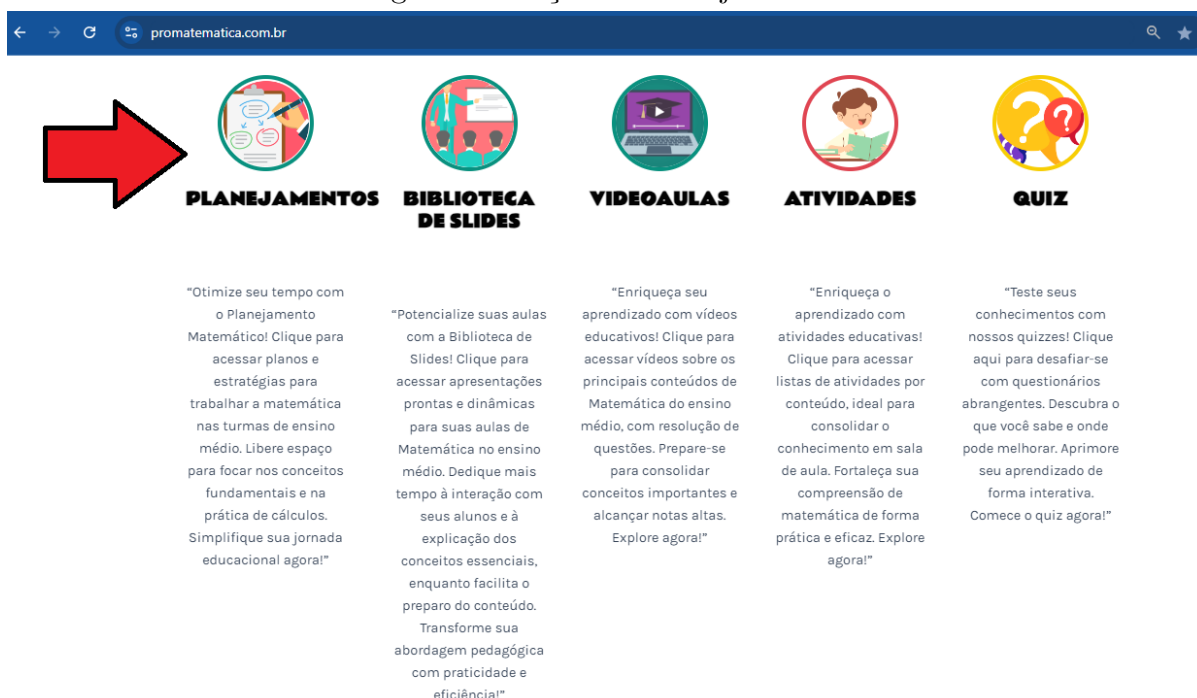 promatematica.com.br
PLANEJAMENTOS
"Otimize seu tempo com
o Planejamento
Matemático! Clique para
acessar planos e
estratégias para
trabalhar a matemática
nas turmas de ensino
médio. Libere espaço
para focar nos conceitos
fundamentais e na
prática de cálculos.
Simplifique sua jornada
educacional agora!"
BIBLIOTECA
DE SLIDES
"Potencialize suas aulas
com a Biblioteca de
Slides! Clique para
acessar apresentações
prontas e dinâmicas
para suas aulas de
Matemática no ensino
médio. Dedique mais
tempo à interação com
seus alunos e à
explicação dos
conceitos essenciais,
enquanto facilita o
preparo do conteúdo.
Transforme sua
abordagem pedagógica
com praticidade e
eficiência!"
VIDEOAULAS
"Enriqueça seu
aprendizado com vídeos
educativos! Clique para
acessar vídeos sobre os
principais conteúdos de
Matemática do ensino
médio, com resolução de
questões. Prepare-se
para consolidar
conceitos importantes e
alcançar notas altas.
Explore agora!"
ATIVIDADES
"Enriqueça o
aprendizado com
atividades educativas!
Clique para acessar
listas de atividades por
conteúdo, ideal para
consolidar o
conhecimento em sala
de aula. Fortaleça sua
compreensão de
matemática de forma
prática e eficaz. Explore
agora!"
QUIZ
"Teste seus
conhecimentos com
nossos quizzes! Clique
aqui para desafiar-se
com questionários
abrangentes. Descubra o
que você sabe e onde
pode melhorar. Aprimore
seu aprendizado de
forma interativa.
Comece o quiz agora!"